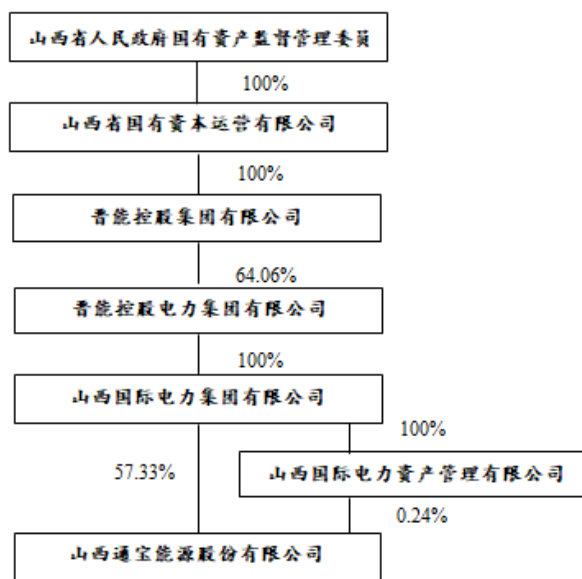 山西省人民政府国有资产监督管理委员
100%
山西省国有资本运营有限公司
100%
晋能控股集团有限公司
64.06%
晋能控股电力集团有限公司
100%
山西国际电力集团有限公司
100%
57.33%
山西国际电力资产管理有限公司
0.24%
山西通宝能源股份有限公司